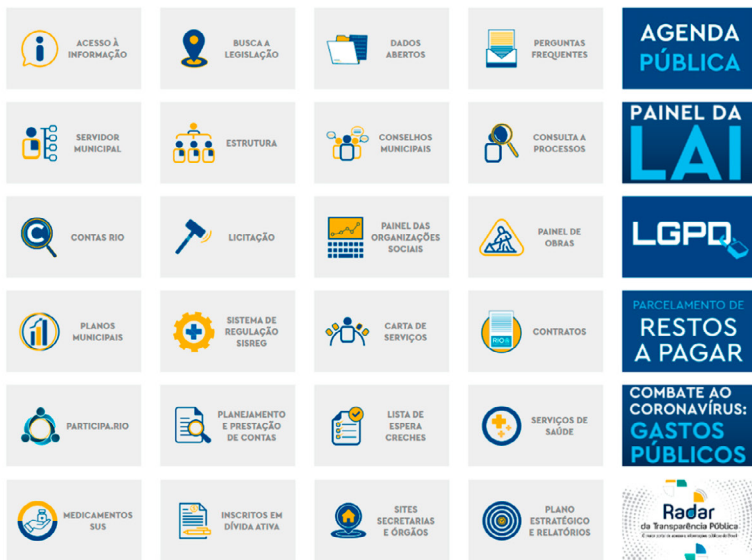 ACESSO À
INFORMAÇÃO
BUSCA A
LEGISLAÇÃO
DADOS
ABERTOS
PERGUNTAS
FREQUENTES
AGENDA
PÚBLICA
SERVIDOR
MUNICIPAL
ESTRUTURA
CONSELHOS
MUNICIPAIS
CONSULTA A
PROCESSOS
PAINEL DA
LAI
CONTAS RIO
LICITAÇÃO
PAINEL DAS
ORGANIZAÇÕES
SOCIAIS
PAINEL DE
OBRAS
LGPD
PLANOS
MUNICIPAIS
SISTEMA DE
REGULAÇÃO
SISREG
CARTA DE
SERVIÇOS
RIO
CONTRATOS
PARCELAMENTO DE
RESTOS
A PAGAR
PARTICIPA.RIO
PLANEJAMENTO
E PRESTAÇÃO
DE CONTAS
LISTA DE
ESPERA
CRECHES
SERVIÇOS DE
SAÚDE
COMBATE AO
CORONAVÍRUS:
GASTOS
PÚBLICOS
MEDICAMENTOS
SUS
INSCRITOS EM
DÍVIDA ATIVA
SITES
SECRETARIAS
E ÓRGÃOS
PLANO
ESTRATÉGICO
E RELATÓRIOS
Radar
da Transparência Pública